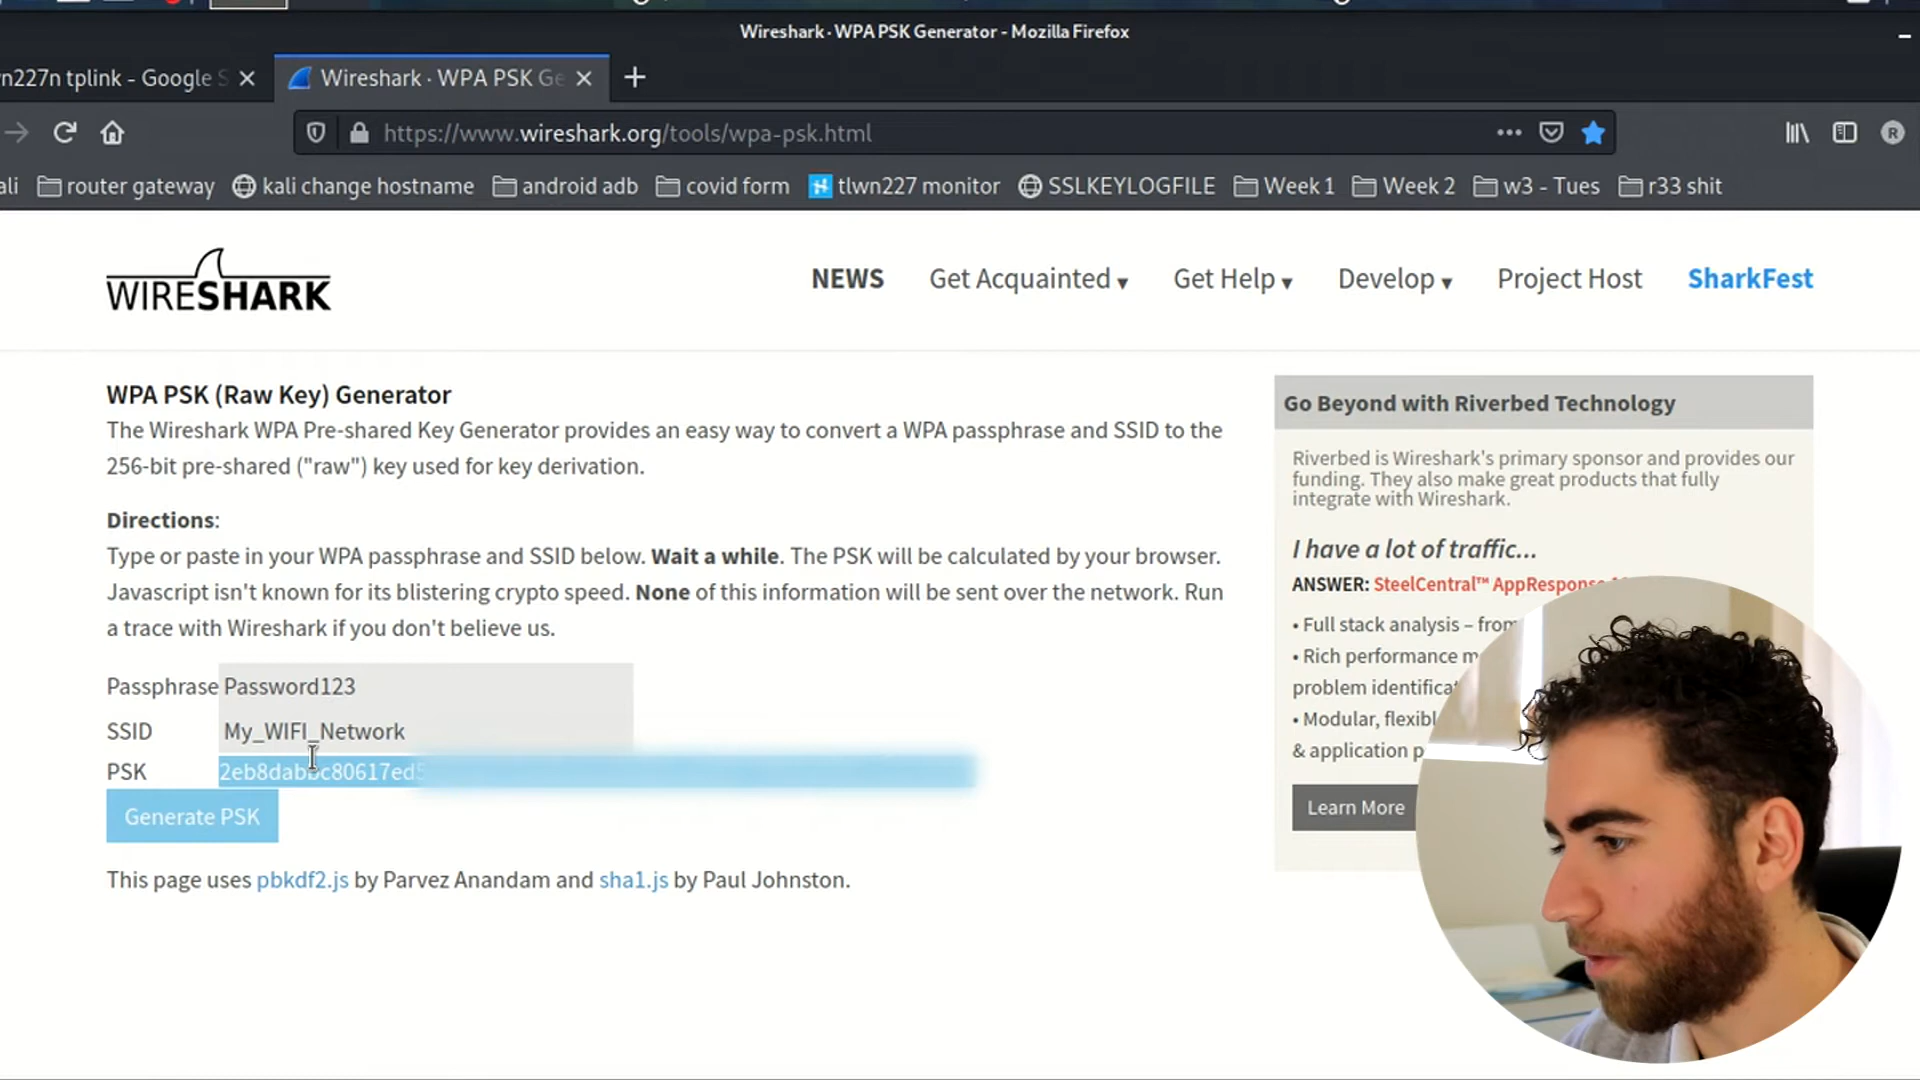 Wireshark · WPA PSK Generator - Mozilla Firefox
n227n tplink - Google S
Wireshark · WPA PSK Ge
https://www.wireshark.org/tools/wpa-psk.html
R
ali
router gateway
kali change hostname
android adb
covid form
tlwn227 monitor
SSLKEYLOGFILE
Week 1
Week 2
w3 - Tues
r33 shit
WIRESHARK
NEWS
Get Acquainted ▾
Get Help ▾
Develop ▾
Project Host
SharkFest
WPA PSK (Raw Key) Generator
The Wireshark WPA Pre-shared Key Generator provides an easy way to convert a WPA passphrase and SSID to the
256-bit pre-shared ("raw") key used for key derivation.
Directions:
Type or paste in your WPA passphrase and SSID below. Wait a while. The PSK will be calculated by your browser.
Javascript isn't known for its blistering crypto speed. None of this information will be sent over the network. Run
a trace with Wireshark if you don't believe us.
Passphrase Password123
SSID My_WIFI_Network
PSK 2eb8dabbc80617ed5
Generate PSK
This page uses pbkdf2.js by Parvez Anandam and sha1.js by Paul Johnston.
Go Beyond with Riverbed Technology
Riverbed is Wireshark's primary sponsor and provides our
funding. They also make great products that fully
integrate with Wireshark.
I have a lot of traffic...
ANSWER: SteelCentral™ AppResponse
• Full stack analysis – from
• Rich performance m
problem identifica
• Modular, flexibl
& application p
Learn More